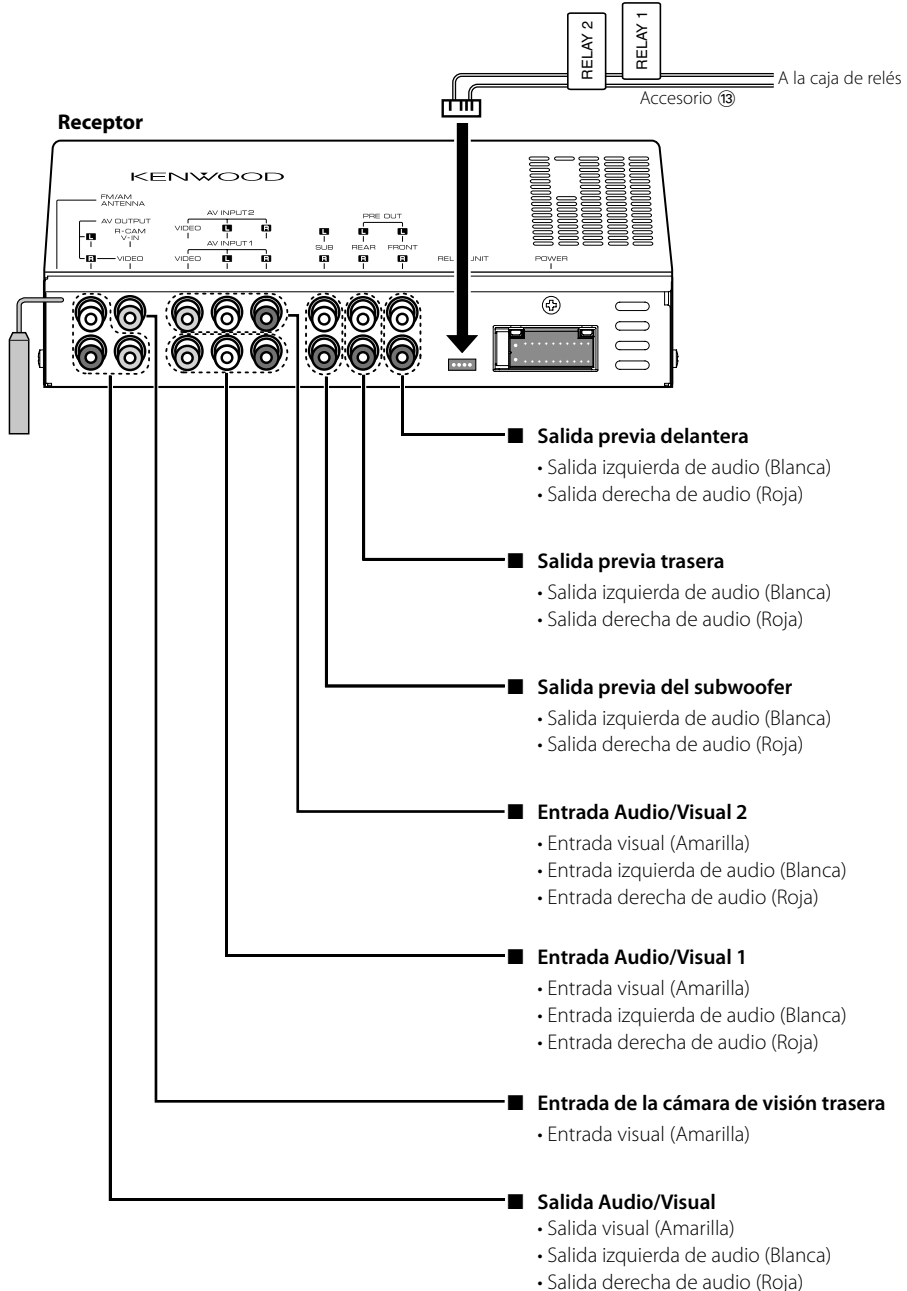 RELAY 2
RELAY 1
A la caja de relés
Accesorio ⑬
Receptor
KENWOOD
FM/AM
ANTENNA
AV OUTPUT
R-CAM
V-IN
L
R
VIDEO
AV INPUT2
VIDEO L R
AV INPUT1
VIDEO L R
PRE OUT
L L L
SUB REAR FRONT
R R R
POWER
■ Salida previa delantera
• Salida izquierda de audio (Blanca)
• Salida derecha de audio (Roja)
■ Salida previa trasera
• Salida izquierda de audio (Blanca)
• Salida derecha de audio (Roja)
■ Salida previa del subwoofer
• Salida izquierda de audio (Blanca)
• Salida derecha de audio (Roja)
■ Entrada Audio/Visual 2
• Entrada visual (Amarilla)
• Entrada izquierda de audio (Blanca)
• Entrada derecha de audio (Roja)
■ Entrada Audio/Visual 1
• Entrada visual (Amarilla)
• Entrada izquierda de audio (Blanca)
• Entrada derecha de audio (Roja)
■ Entrada de la cámara de visión trasera
• Entrada visual (Amarilla)
■ Salida Audio/Visual
• Salida visual (Amarilla)
• Salida izquierda de audio (Blanca)
• Salida derecha de audio (Roja)